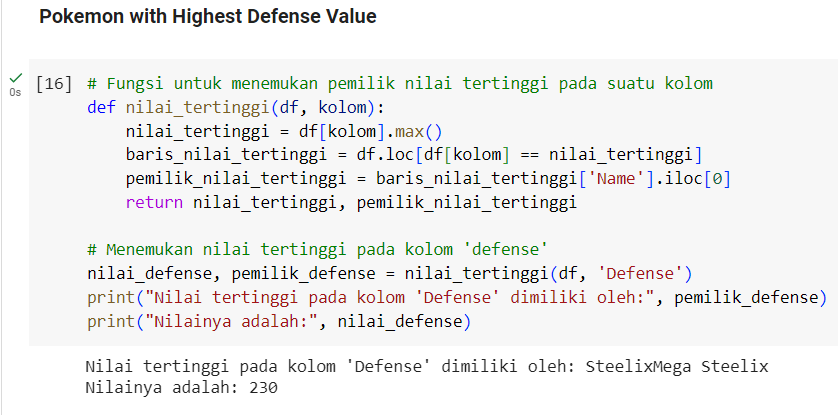 Pokemon with Highest Defense Value
[16] # Fungsi untuk menemukan pemilik nilai tertinggi pada suatu kolom
0s
def nilai_tertinggi(df, kolom):
    nilai_tertinggi = df[kolom].max()
    baris_nilai_tertinggi = df.loc[df[kolom] == nilai_tertinggi]
    pemilik_nilai_tertinggi = baris_nilai_tertinggi['Name'].iloc[0]
    return nilai_tertinggi, pemilik_nilai_tertinggi
# Menemukan nilai tertinggi pada kolom 'defense'
nilai_defense, pemilik_defense = nilai_tertinggi(df, 'Defense')
print("Nilai tertinggi pada kolom 'Defense' dimiliki oleh:", pemilik_defense)
print("Nilainya adalah:", nilai_defense)
Nilai tertinggi pada kolom 'Defense' dimiliki oleh: SteelixMega Steelix
Nilainya adalah: 230